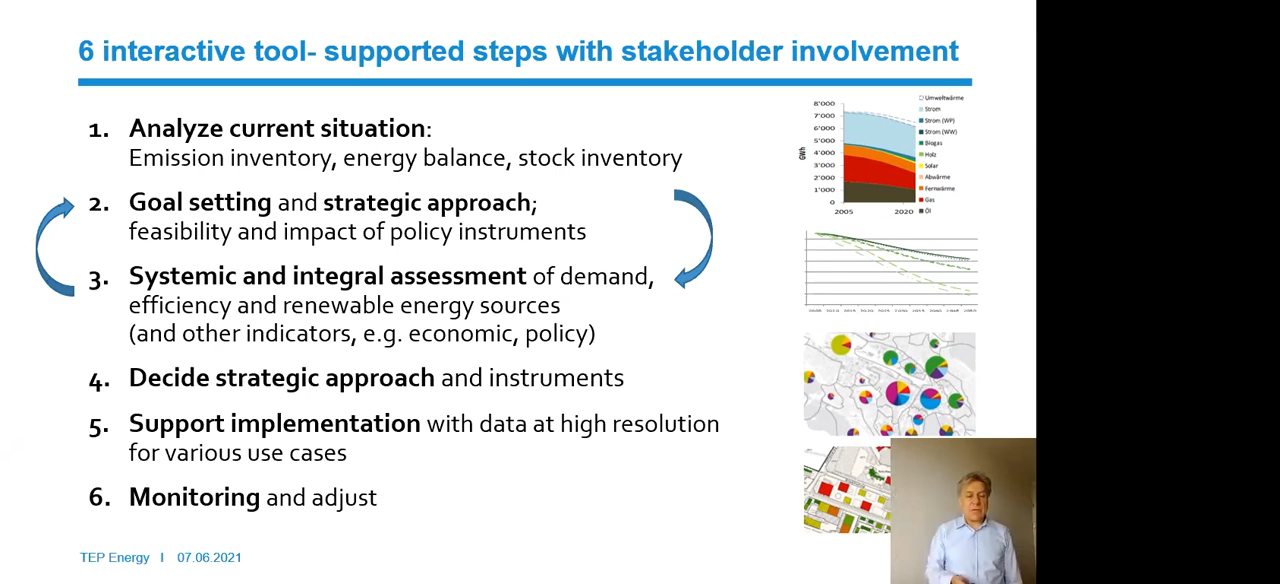 6 interactive tool- supported steps with stakeholder involvement
1. Analyze current situation:
Emission inventory, energy balance, stock inventory
2. Goal setting and strategic approach;
feasibility and impact of policy instruments
3. Systemic and integral assessment of demand,
efficiency and renewable energy sources
(and other indicators, e.g. economic, policy)
4. Decide strategic approach and instruments
5. Support implementation with data at high resolution
for various use cases
6. Monitoring and adjust
TEP Energy I 07.06.2021
8'000
7'000
6'000
5'000
4'000
3'000
2'000
1'000
0
GWh
2005 2020
Umweltwärme
Strom
Strom (WP)
Strom (WW)
Biogas
Holz
Solar
Abwärme
Fernwärme
Gas
Öl